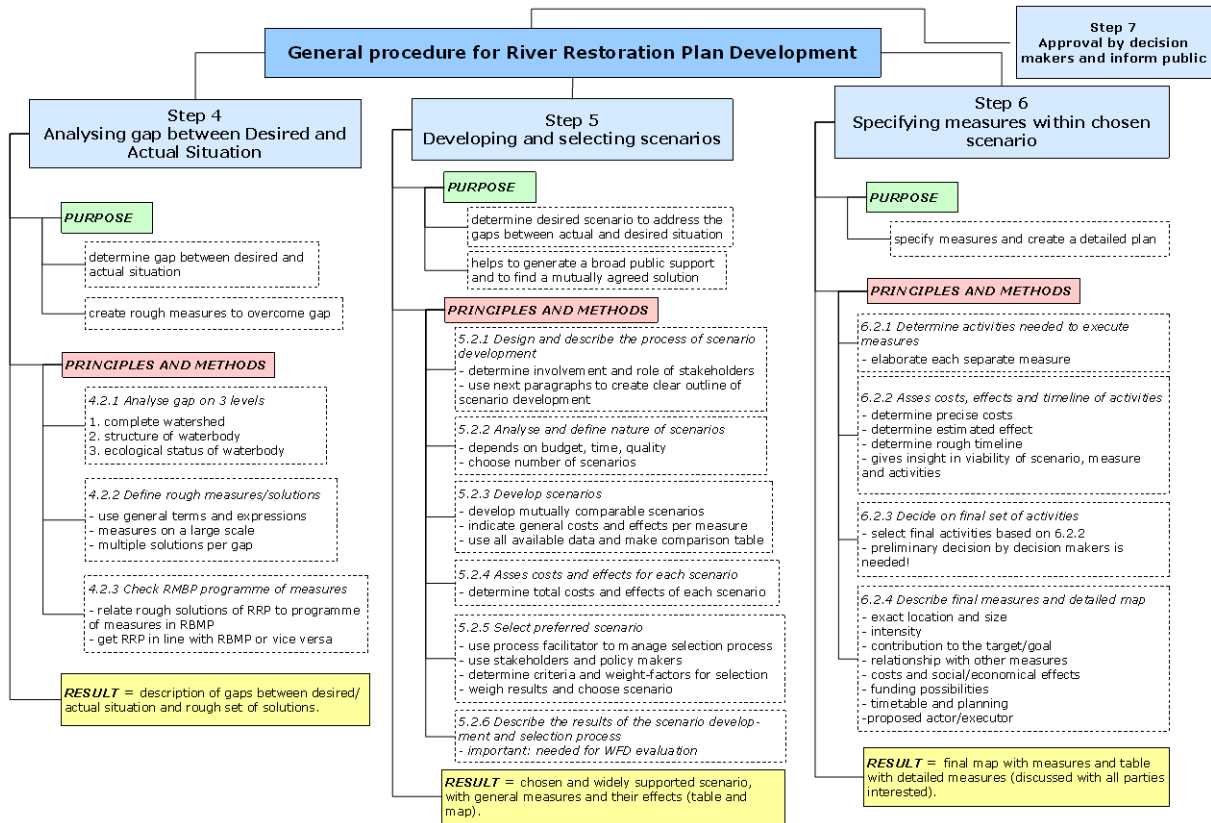 General procedure for River Restoration Plan Development
Step 7
Approval by decision
makers and inform public
Step 4
Analysing gap between Desired and
Actual Situation
PURPOSE
determine gap between desired and
actual situation
create rough measures to overcome gap
PRINCIPLES AND METHODS
4.2.1 Analyse gap on 3 levels
1. complete watershed
2. structure of waterbody
3. ecological status of waterbody
4.2.2 Define rough measures/solutions
- use general terms and expressions
- measures on a large scale
- multiple solutions per gap
4.2.3 Check RMBP programme of measures
- relate rough solutions of RRP to programme
of measures in RBMP
- get RRP in line with RBMP or vice versa
RESULT = description of gaps between desired/
actual situation and rough set of solutions.
Step 5
Developing and selecting scenarios
PURPOSE
determine desired scenario to address the
gaps between actual and desired situation
helps to generate a broad public support
and to find a mutually agreed solution
PRINCIPLES AND METHODS
5.2.1 Design and describe the process of scenario
development
- determine involvement and role of stakeholders
- use next paragraphs to create clear outline of
scenario development
5.2.2 Analyse and define nature of scenarios
- depends on budget, time, quality
- choose number of scenarios
5.2.3 Develop scenarios
- develop mutually comparable scenarios
- indicate general costs and effects per measure
- use all available data and make comparison table
5.2.4 Asses costs and effects for each scenario
- determine total costs and effects of each scenario
5.2.5 Select preferred scenario
- use process facilitator to manage selection process
- use stakeholders and policy makers
- determine criteria and weight-factors for selection
- weigh results and choose scenario
5.2.6 Describe the results of the scenario develop-
ment and selection process
- important: needed for WFD evaluation
RESULT = chosen and widely supported scenario,
with general measures and their effects (table and
map).
Step 6
Specifying measures within chosen
scenario
PURPOSE
specify measures and create a detailed plan
PRINCIPLES AND METHODS
6.2.1 Determine activities needed to execute
measures
- elaborate each separate measure
6.2.2 Asses costs, effects and timeline of activities
- determine precise costs
- determine estimated effect
- determine rough timeline
- gives insight in viability of scenario, measure
and activities
6.2.3 Decide on final set of activities
- select final activities based on 6.2.2
- preliminary decision by decision makers is
needed!
6.2.4 Describe final measures and detailed map
- exact location and size
- intensity
- contribution to the target/goal
- relationship with other measures
- costs and social/economical effects
- funding possibilities
- timetable and planning
-proposed actor/executor
RESULT = final map with measures and table
with detailed measures (discussed with all parties
interested).